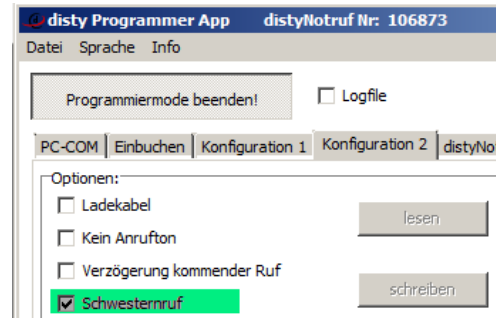 disty Programmer App distyNotruf Nr: 106873
Datei Sprache Info
Programmiermode beenden! Logfile
PC-COM Einbuchen Konfiguration 1 Konfiguration 2 distyNo
Optionen:
Ladekabel
lesen
Kein Anrufton
Verzögerung kommender Ruf
schreiben
Schwesternruf